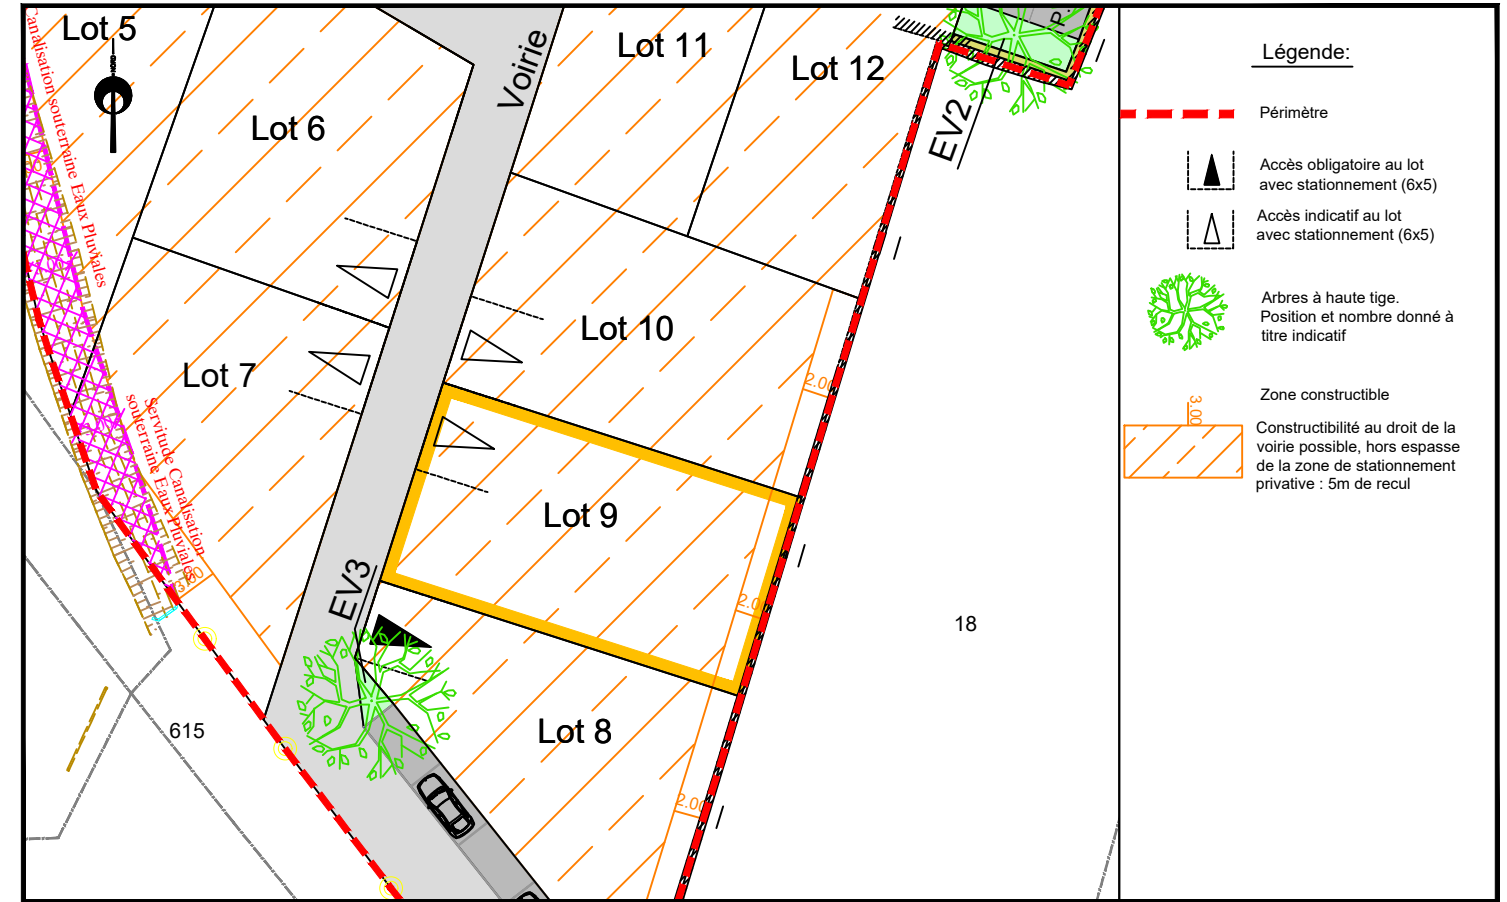 Lot 5
NORD
Canalisation souterraine Eaux Pluviales
Lot 6
Voirie
Lot 11
Lot 12
EV2
Lot 10
Lot 7
2.00
Servitude Canalisation
souterraine Eaux Pluviales
3.00
Lot 9
EV3
2.00
18
615
Lot 8
2.00
Légende:
Périmètre
Accès obligatoire au lot
avec stationnement (6x5)
Accès indicatif au lot
avec stationnement (6x5)
Arbres à haute tige.
Position et nombre donné à
titre indicatif
3.00
Zone constructible
Constructibilité au droit de la
voirie possible, hors espasse
de la zone de stationnement
privative : 5m de recul